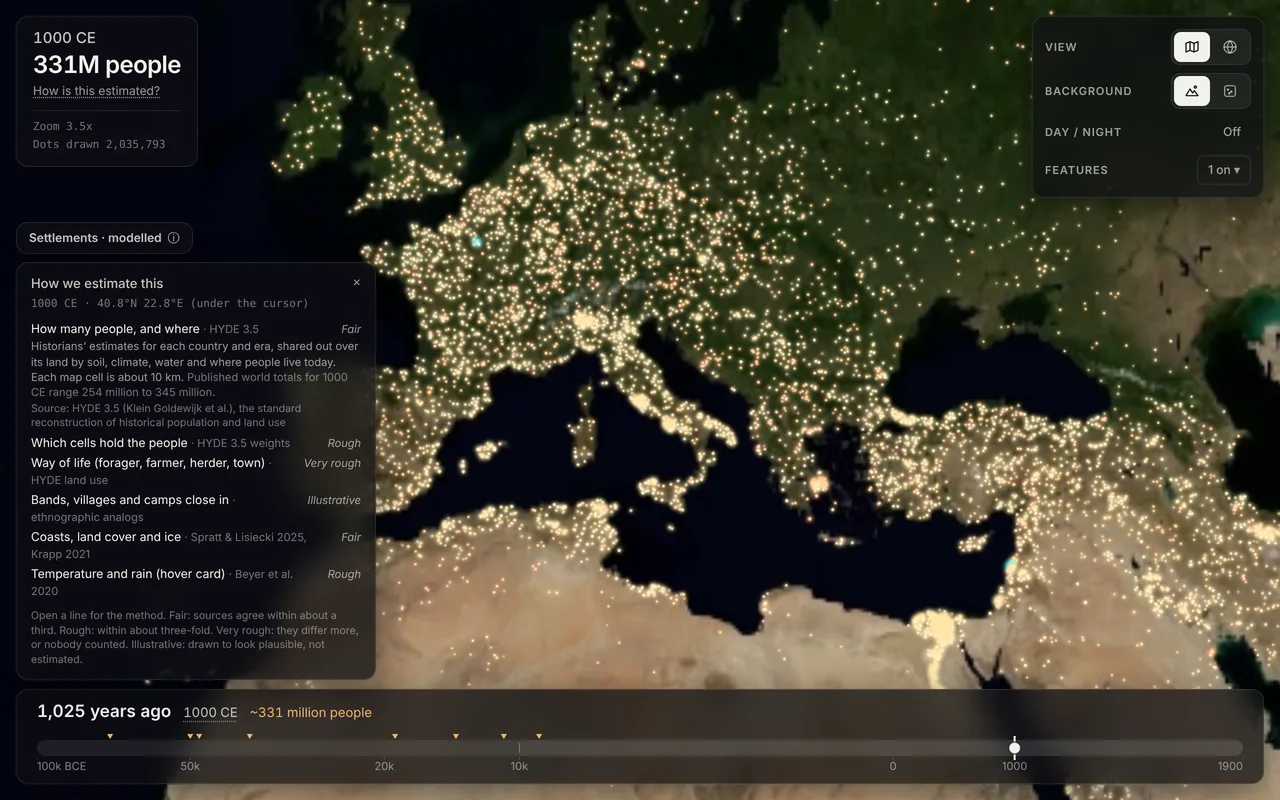 1000 CE
331M people
How is this estimated?
Zoom 3.5x
Dots drawn 2,035,793
VIEW
BACKGROUND
DAY / NIGHT Off
FEATURES 1 on ▾
Settlements · modelled ⓘ
How we estimate this ×
1000 CE · 40.8°N 22.8°E (under the cursor)
How many people, and where · HYDE 3.5 Fair
Historians' estimates for each country and era, shared out over
its land by soil, climate, water and where people live today.
Each map cell is about 10 km. Published world totals for 1000
CE range 254 million to 345 million.
Source: HYDE 3.5 (Klein Goldewijk et al.), the standard
reconstruction of historical population and land use
Which cells hold the people · HYDE 3.5 weights Rough
Way of life (forager, farmer, herder, town) · Very rough
HYDE land use
Bands, villages and camps close in · Illustrative
ethnographic analogs
Coasts, land cover and ice · Spratt & Lisiecki 2025, Fair
Krapp 2021
Temperature and rain (hover card) · Beyer et al. Rough
2020
Open a line for the method. Fair: sources agree within about a
third. Rough: within about three-fold. Very rough: they differ more,
or nobody counted. Illustrative: drawn to look plausible, not
estimated.
1,025 years ago 1000 CE ~331 million people
100k BCE 50k 20k 10k 0 1000 1900